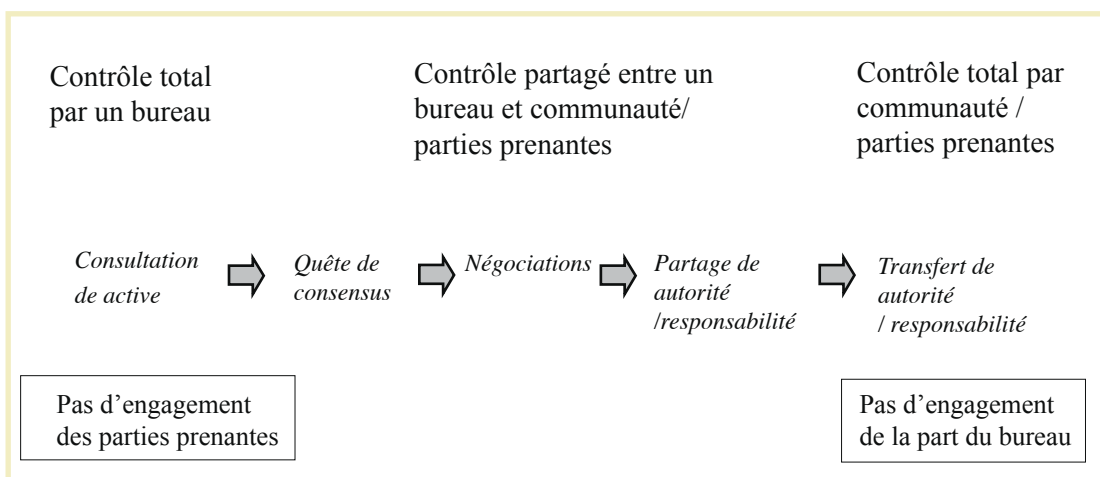 Contrôle total
par un bureau
Contrôle partagé entre un
bureau et communauté/
parties prenantes
Contrôle total par
communauté /
parties prenantes
Consultation
de active
Quête de
consensus
Négociations
Partage de
autorité
/responsabilité
Transfert de
autorité
/ responsabilité
Pas d’engagement
des parties prenantes
Pas d’engagement
de la part du bureau